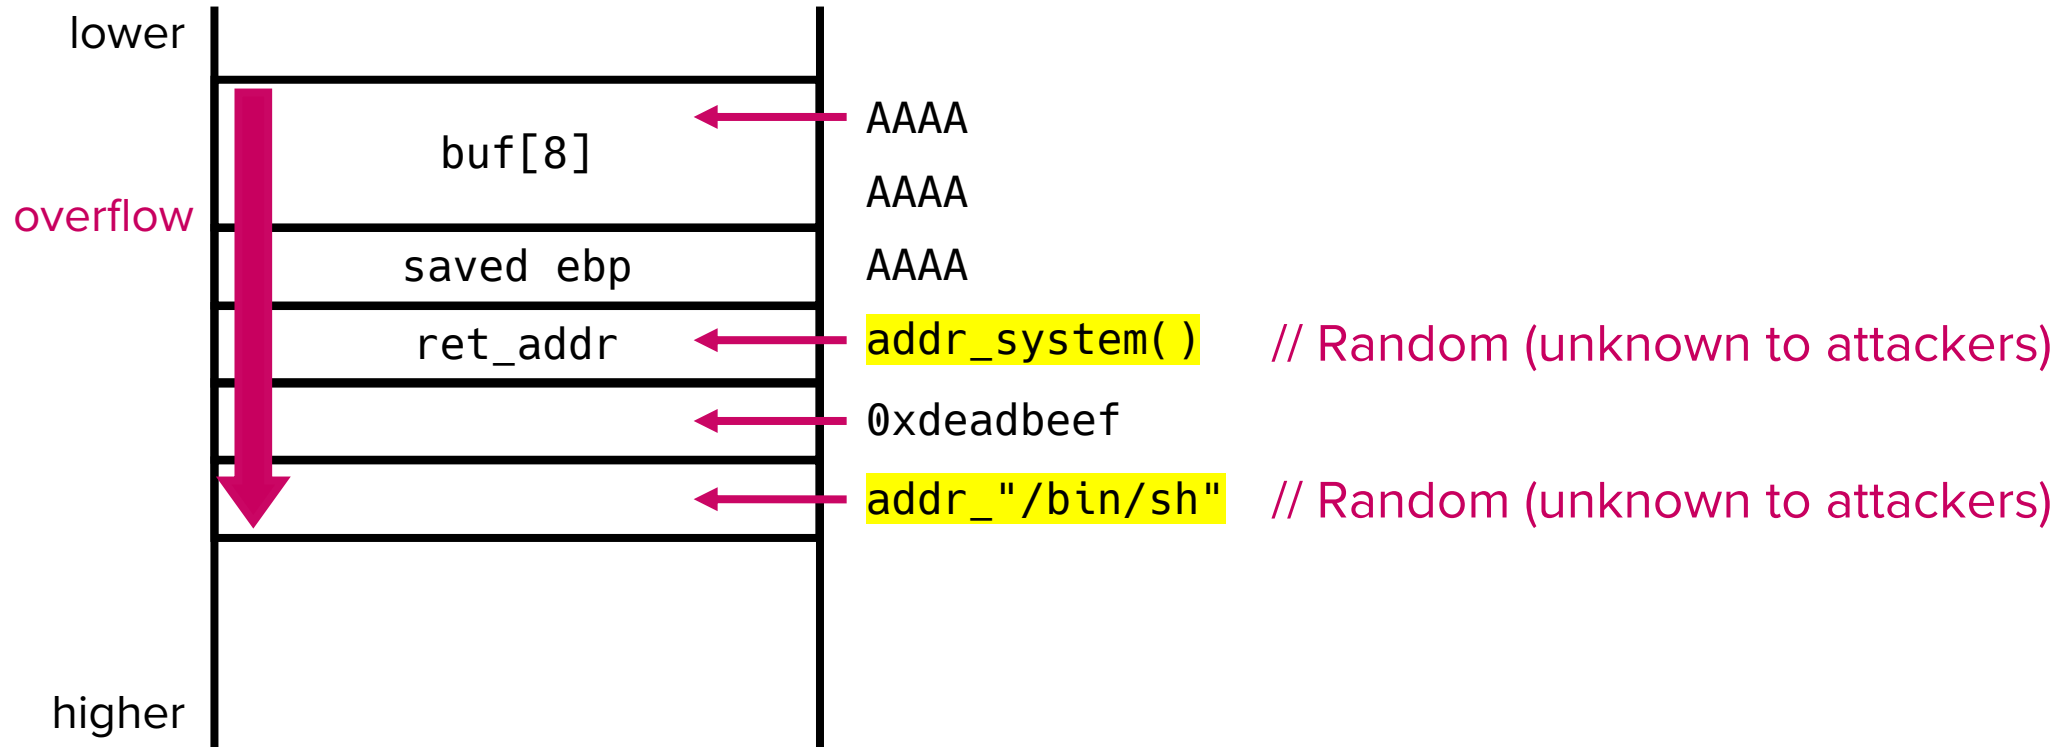 lower
AAAA
buf[8]
AAAA
overflow
saved ebp
AAAA
ret_addr
addr_system()
// Random (unknown to attackers)
0xdeadbeef
addr_"/bin/sh"
// Random (unknown to attackers)
higher